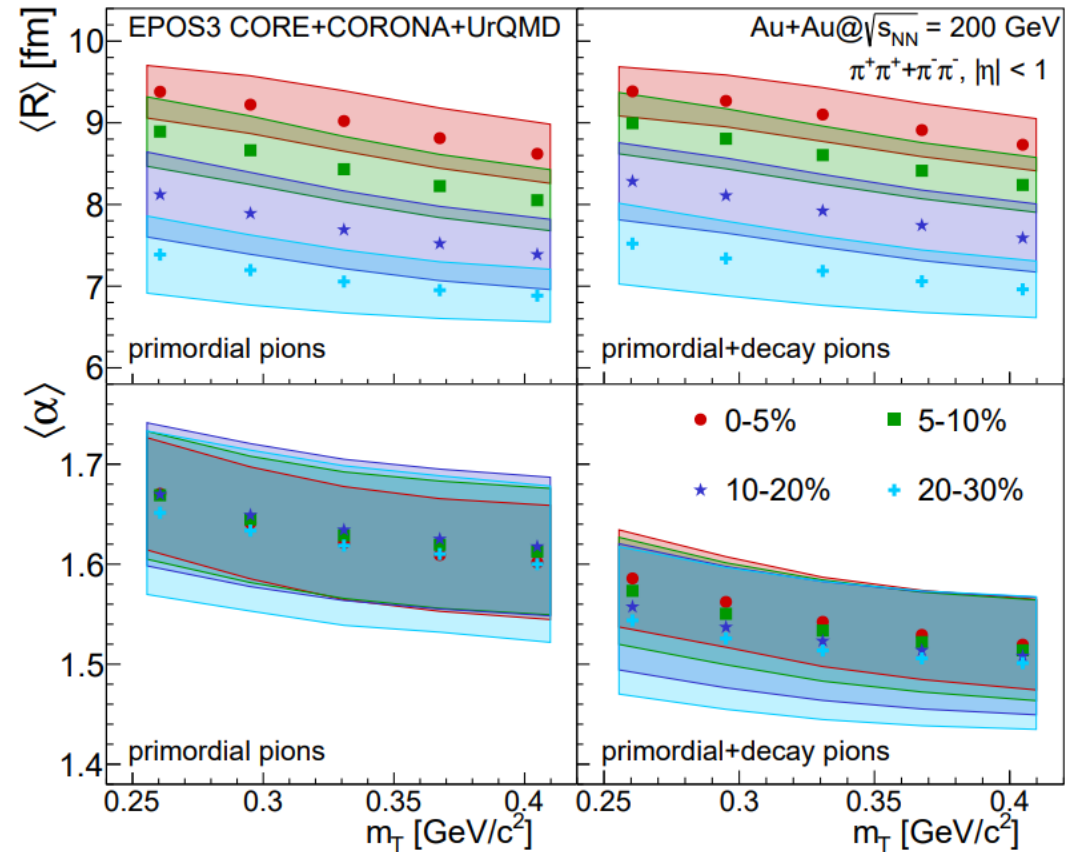 EPOS3 CORE+CORONA+UrQMD
Au+Au@√s_NN = 200 GeV
π⁺π⁺+π⁻π⁻, |η| < 1
⟨R⟩ [fm]
10
9
8
7
6
primordial pions
primordial+decay pions
⟨α⟩
1.7
1.6
1.5
1.4
0-5%
5-10%
10-20%
20-30%
primordial pions
primordial+decay pions
0.25
0.3
0.35
0.4
0.25
0.3
0.35
0.4
m_T [GeV/c²]
m_T [GeV/c²]